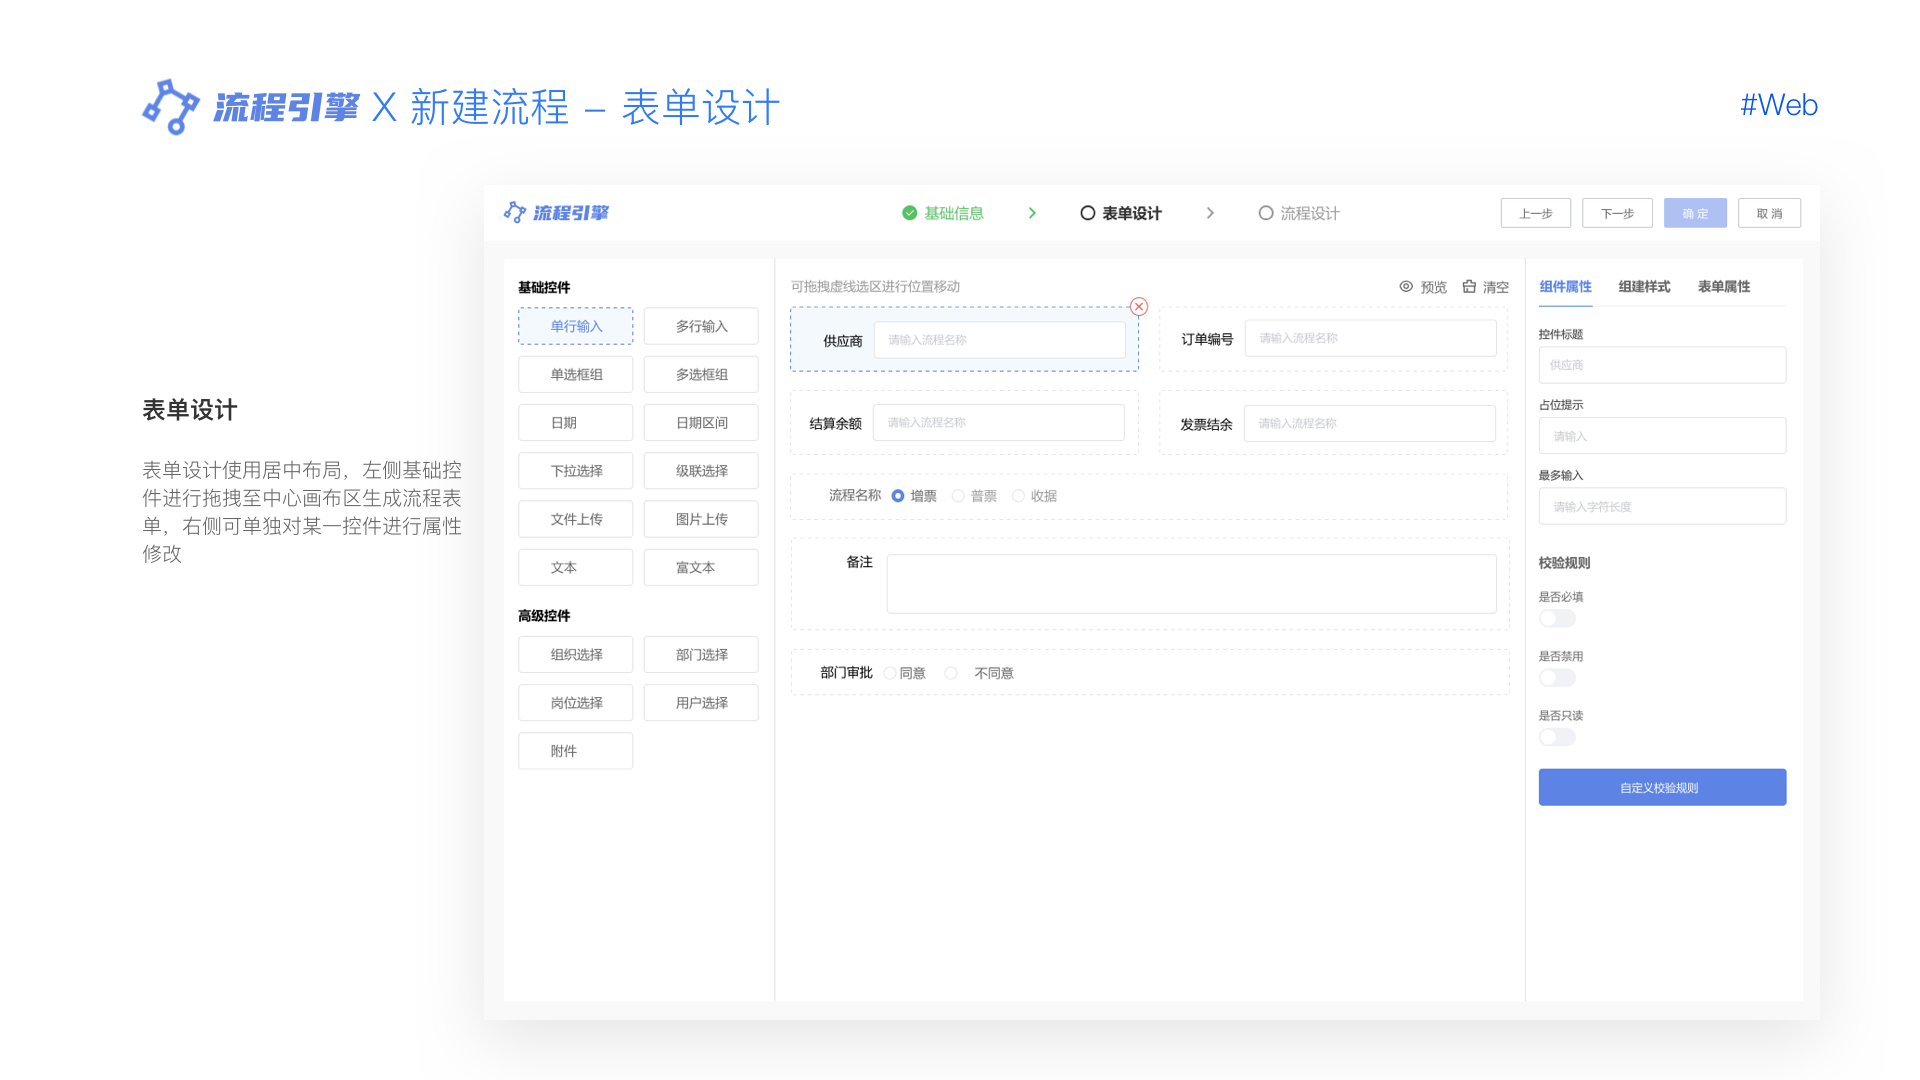 流程引擎 X 新建流程 – 表单设计
#Web
表单设计
表单设计使用居中布局，左侧基础控
件进行拖拽至中心画布区生成流程表
单，右侧可单独对某一控件进行属性
修改
流程引擎
基础信息
表单设计
流程设计
上一步
下一步
确 定
取 消
基础控件
单行输入
多行输入
单选框组
多选框组
日期
日期区间
下拉选择
级联选择
文件上传
图片上传
文本
富文本
高级控件
组织选择
部门选择
岗位选择
用户选择
附件
可拖拽虚线选区进行位置移动
预览
清空
供应商
请输入流程名称
订单编号
请输入流程名称
结算余额
请输入流程名称
发票结余
请输入流程名称
流程名称
增票
普票
收据
备注
部门审批
同意
不同意
组件属性
组建样式
表单属性
控件标题
供应商
占位提示
请输入
最多输入
请输入字符长度
校验规则
是否必填
是否禁用
是否只读
自定义校验规则